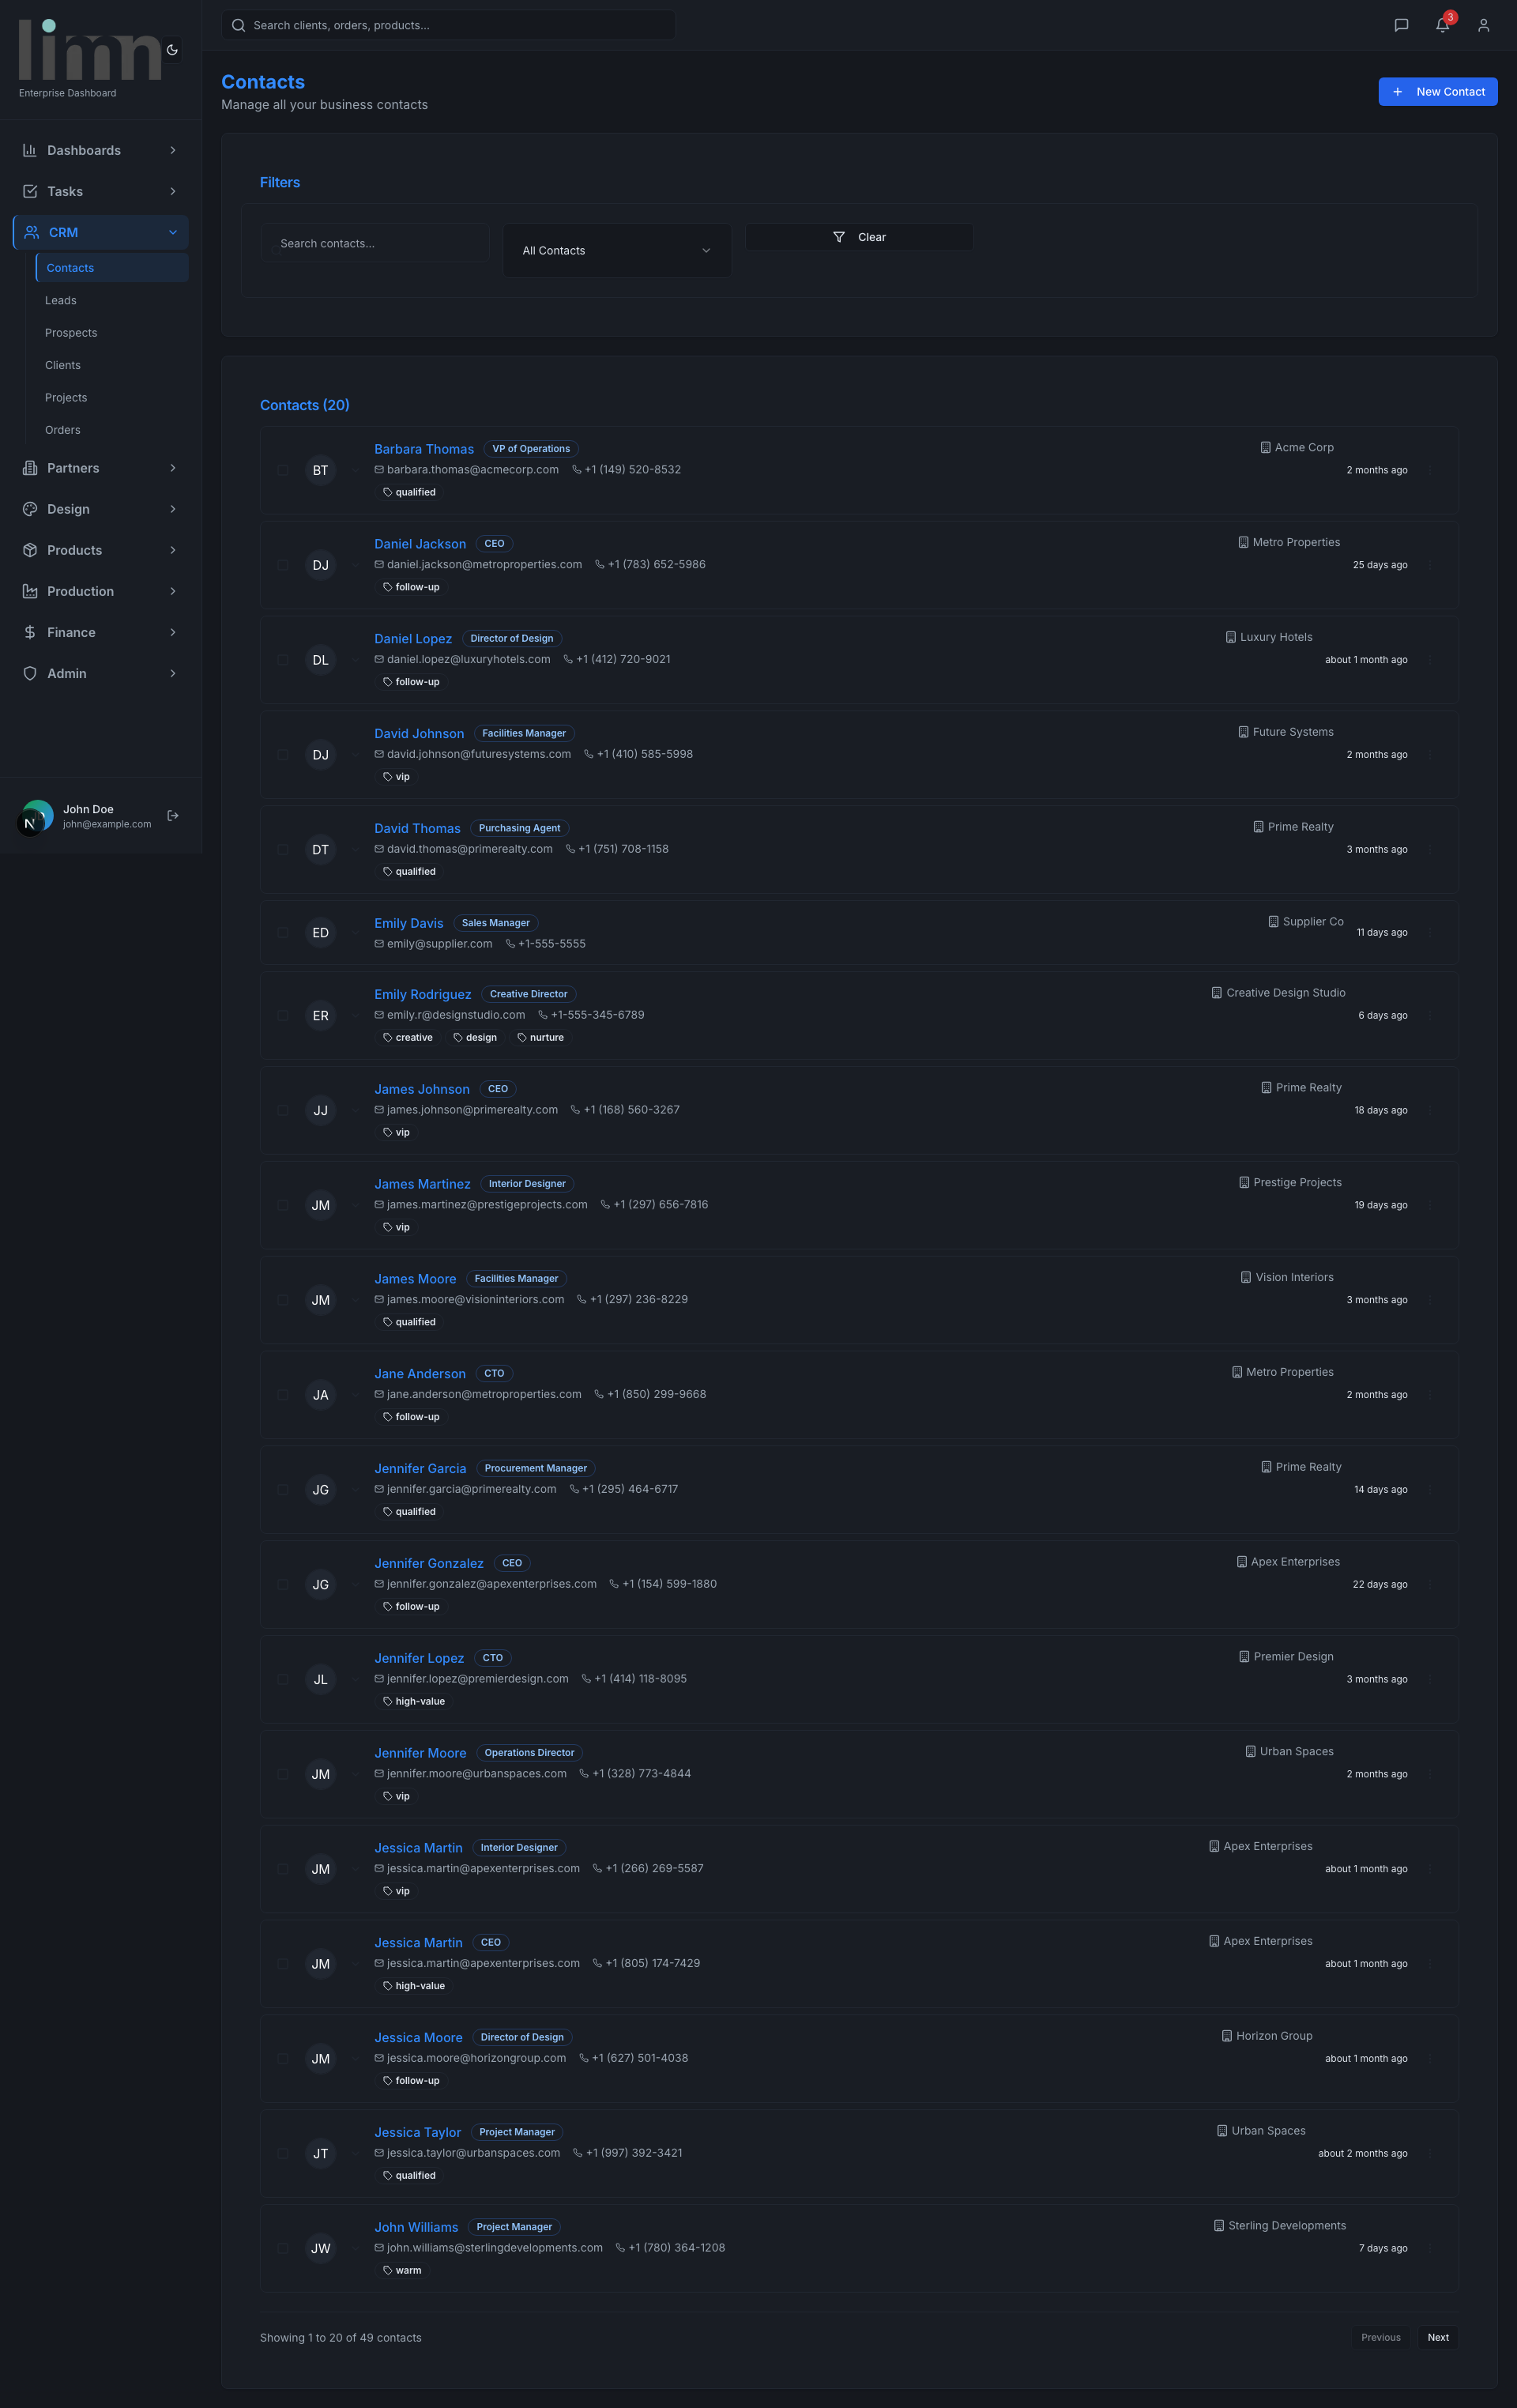 limn
Enterprise Dashboard
Search clients, orders, products...
3
Dashboards
Tasks
CRM
Contacts
Leads
Prospects
Clients
Projects
Orders
Partners
Design
Products
Production
Finance
Admin
N
John Doe
john@example.com
Contacts
Manage all your business contacts
New Contact
Filters
Search contacts...
All Contacts
Clear
Contacts (20)
BT
Barbara Thomas VP of Operations Acme Corp
barbara.thomas@acmecorp.com +1 (149) 520-8532 2 months ago
qualified
DJ
Daniel Jackson CEO Metro Properties
daniel.jackson@metroproperties.com +1 (783) 652-5986 25 days ago
follow-up
DL
Daniel Lopez Director of Design Luxury Hotels
daniel.lopez@luxuryhotels.com +1 (412) 720-9021 about 1 month ago
follow-up
DJ
David Johnson Facilities Manager Future Systems
david.johnson@futuresystems.com +1 (410) 585-5998 2 months ago
vip
DT
David Thomas Purchasing Agent Prime Realty
david.thomas@primerealty.com +1 (751) 708-1158 3 months ago
qualified
ED
Emily Davis Sales Manager Supplier Co
emily@supplier.com +1-555-5555 11 days ago
ER
Emily Rodriguez Creative Director Creative Design Studio
emily.r@designstudio.com +1-555-345-6789 6 days ago
creative design nurture
JJ
James Johnson CEO Prime Realty
james.johnson@primerealty.com +1 (168) 560-3267 18 days ago
vip
JM
James Martinez Interior Designer Prestige Projects
james.martinez@prestigeprojects.com +1 (297) 656-7816 19 days ago
vip
JM
James Moore Facilities Manager Vision Interiors
james.moore@visioninteriors.com +1 (297) 236-8229 3 months ago
qualified
JA
Jane Anderson CTO Metro Properties
jane.anderson@metroproperties.com +1 (850) 299-9668 2 months ago
follow-up
JG
Jennifer Garcia Procurement Manager Prime Realty
jennifer.garcia@primerealty.com +1 (295) 464-6717 14 days ago
qualified
JG
Jennifer Gonzalez CEO Apex Enterprises
jennifer.gonzalez@apexenterprises.com +1 (154) 599-1880 22 days ago
follow-up
JL
Jennifer Lopez CTO Premier Design
jennifer.lopez@premierdesign.com +1 (414) 118-8095 3 months ago
high-value
JM
Jennifer Moore Operations Director Urban Spaces
jennifer.moore@urbanspaces.com +1 (328) 773-4844 2 months ago
vip
JM
Jessica Martin Interior Designer Apex Enterprises
jessica.martin@apexenterprises.com +1 (266) 269-5587 about 1 month ago
vip
JM
Jessica Martin CEO Apex Enterprises
jessica.martin@apexenterprises.com +1 (805) 174-7429 about 1 month ago
high-value
JM
Jessica Moore Director of Design Horizon Group
jessica.moore@horizongroup.com +1 (627) 501-4038 about 1 month ago
follow-up
JT
Jessica Taylor Project Manager Urban Spaces
jessica.taylor@urbanspaces.com +1 (997) 392-3421 about 2 months ago
qualified
JW
John Williams Project Manager Sterling Developments
john.williams@sterlingdevelopments.com +1 (780) 364-1208 7 days ago
warm
Showing 1 to 20 of 49 contacts
Previous Next